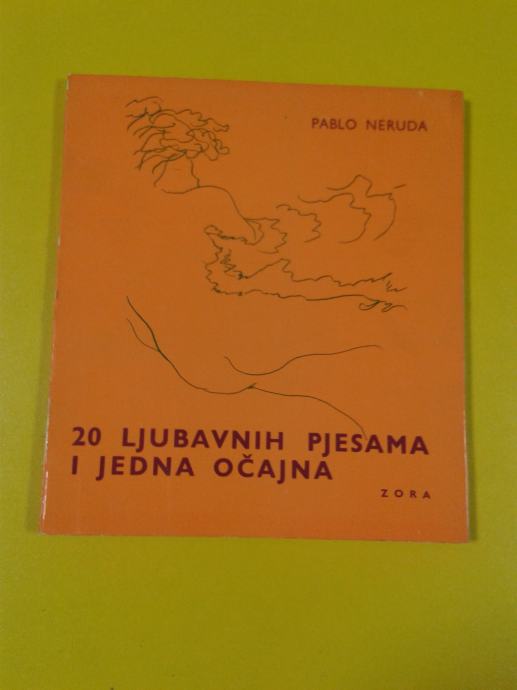 PABLO NERUDA
20 LJUBAVNIH PJESAMA
I JEDNA OČAJNA
ZORA